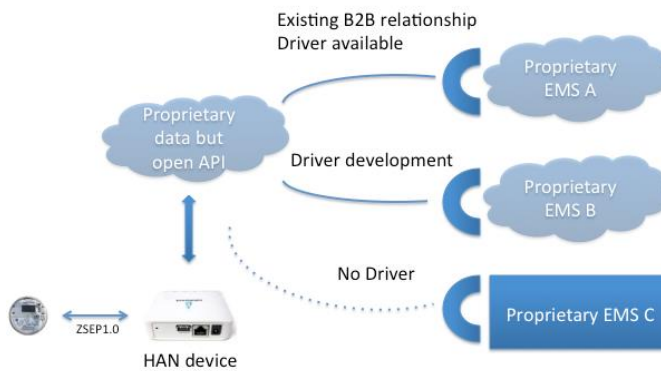 Existing B2B relationship
Driver available
Proprietary
EMS A
Proprietary
data but
open API
Driver development
Proprietary
EMS B
No Driver
Proprietary EMS C
ZSEP1.0
HAN device